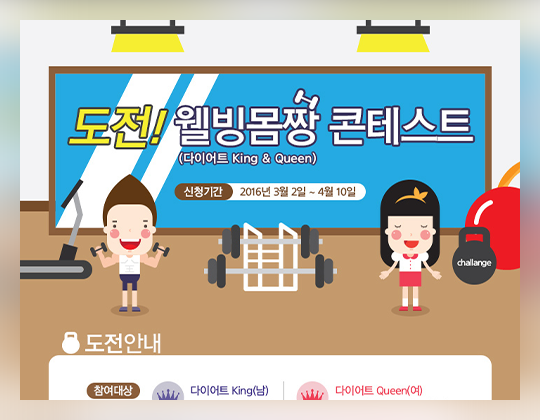 도전! 웰빙몸짱 콘테스트
(다이어트 King & Queen)
신청기간 2016년 3월 2일 ~ 4월 10일
challange
도전안내
참여대상 다이어트 King(남) 다이어트 Queen(여)